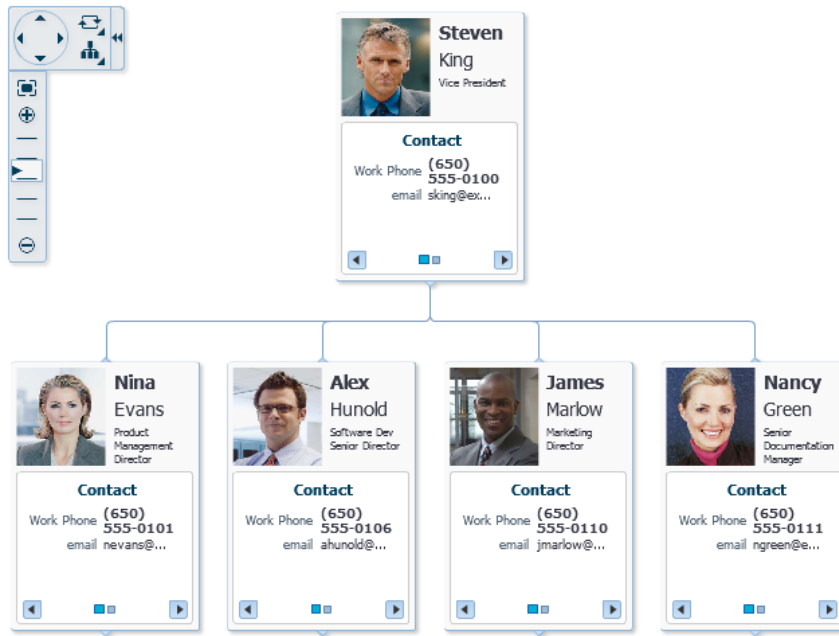 Steven
King
Vice President
Contact
Work Phone (650)
555-0100
email sking@ex...
Nina
Evans
Product
Management
Director
Contact
Work Phone (650)
555-0101
email nevans@...
Alex
Hunold
Software Dev
Senior Director
Contact
Work Phone (650)
555-0106
email ahunold@...
James
Marlow
Marketing
Director
Contact
Work Phone (650)
555-0110
email jmarlow@...
Nancy
Green
Senior
Documentation
Manager
Contact
Work Phone (650)
555-0111
email ngreen@e...